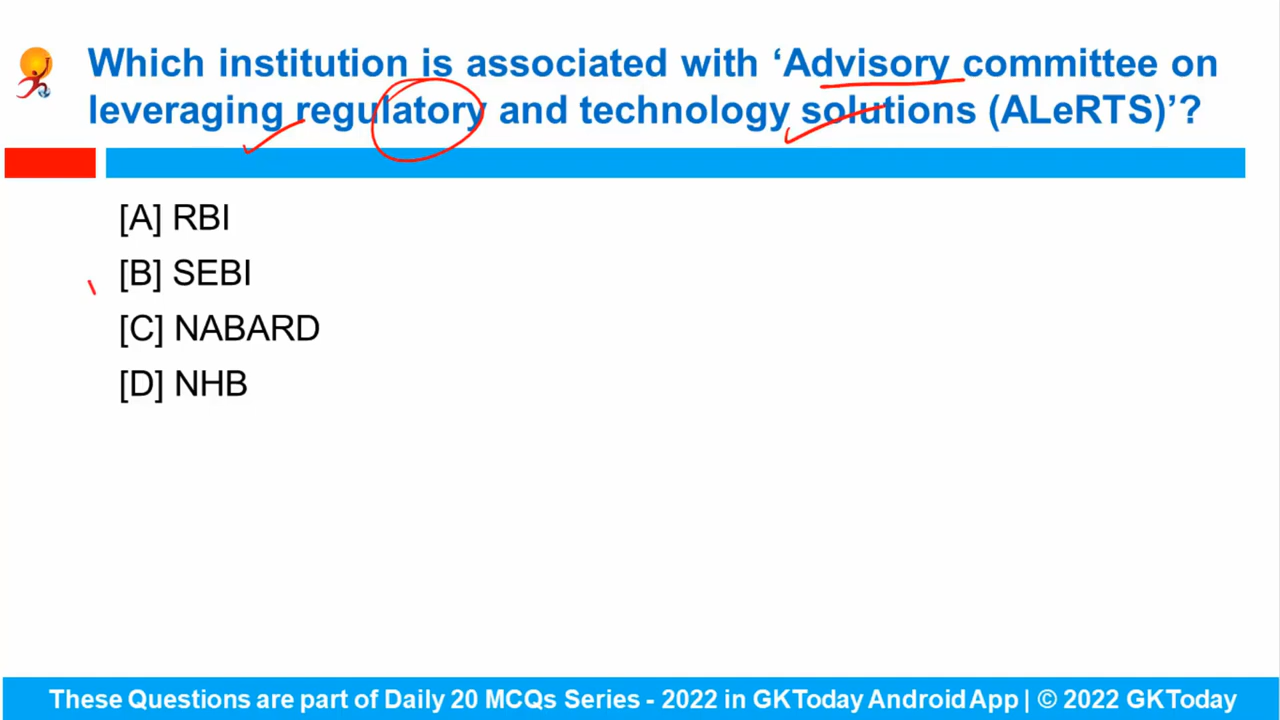 Which institution is associated with ‘Advisory committee on
leveraging regulatory and technology solutions (ALeRTS)’?
[A] RBI
[B] SEBI
[C] NABARD
[D] NHB
These Questions are part of Daily 20 MCQs Series - 2022 in GKToday Android App | © 2022 GKToday